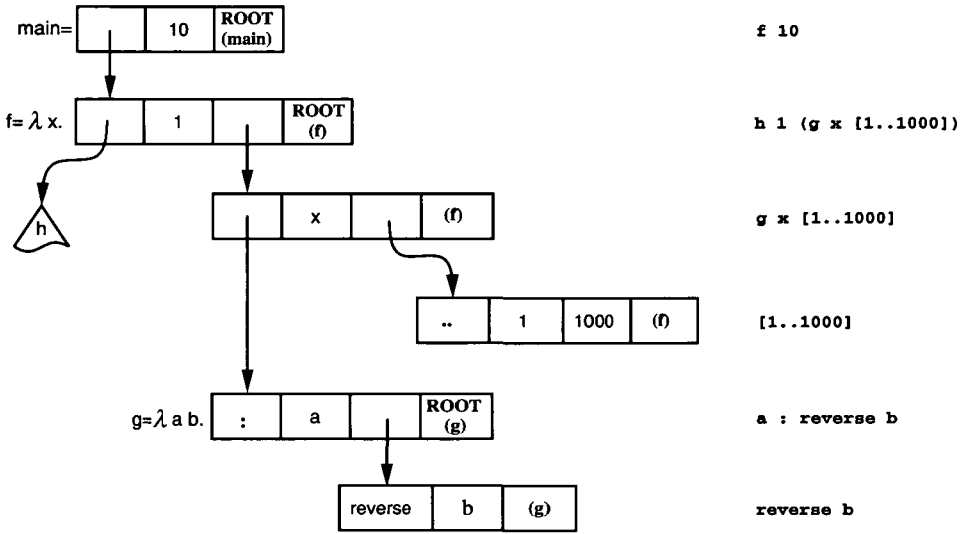 main= 10 ROOT (main) f 10
f= λ x. 1 ROOT (f) h 1 (g x [1..1000])
h
x (f) g x [1..1000]
.. 1 1000 (f) [1..1000]
g= λ a b. : a ROOT (g) a : reverse b
reverse b (g) reverse b